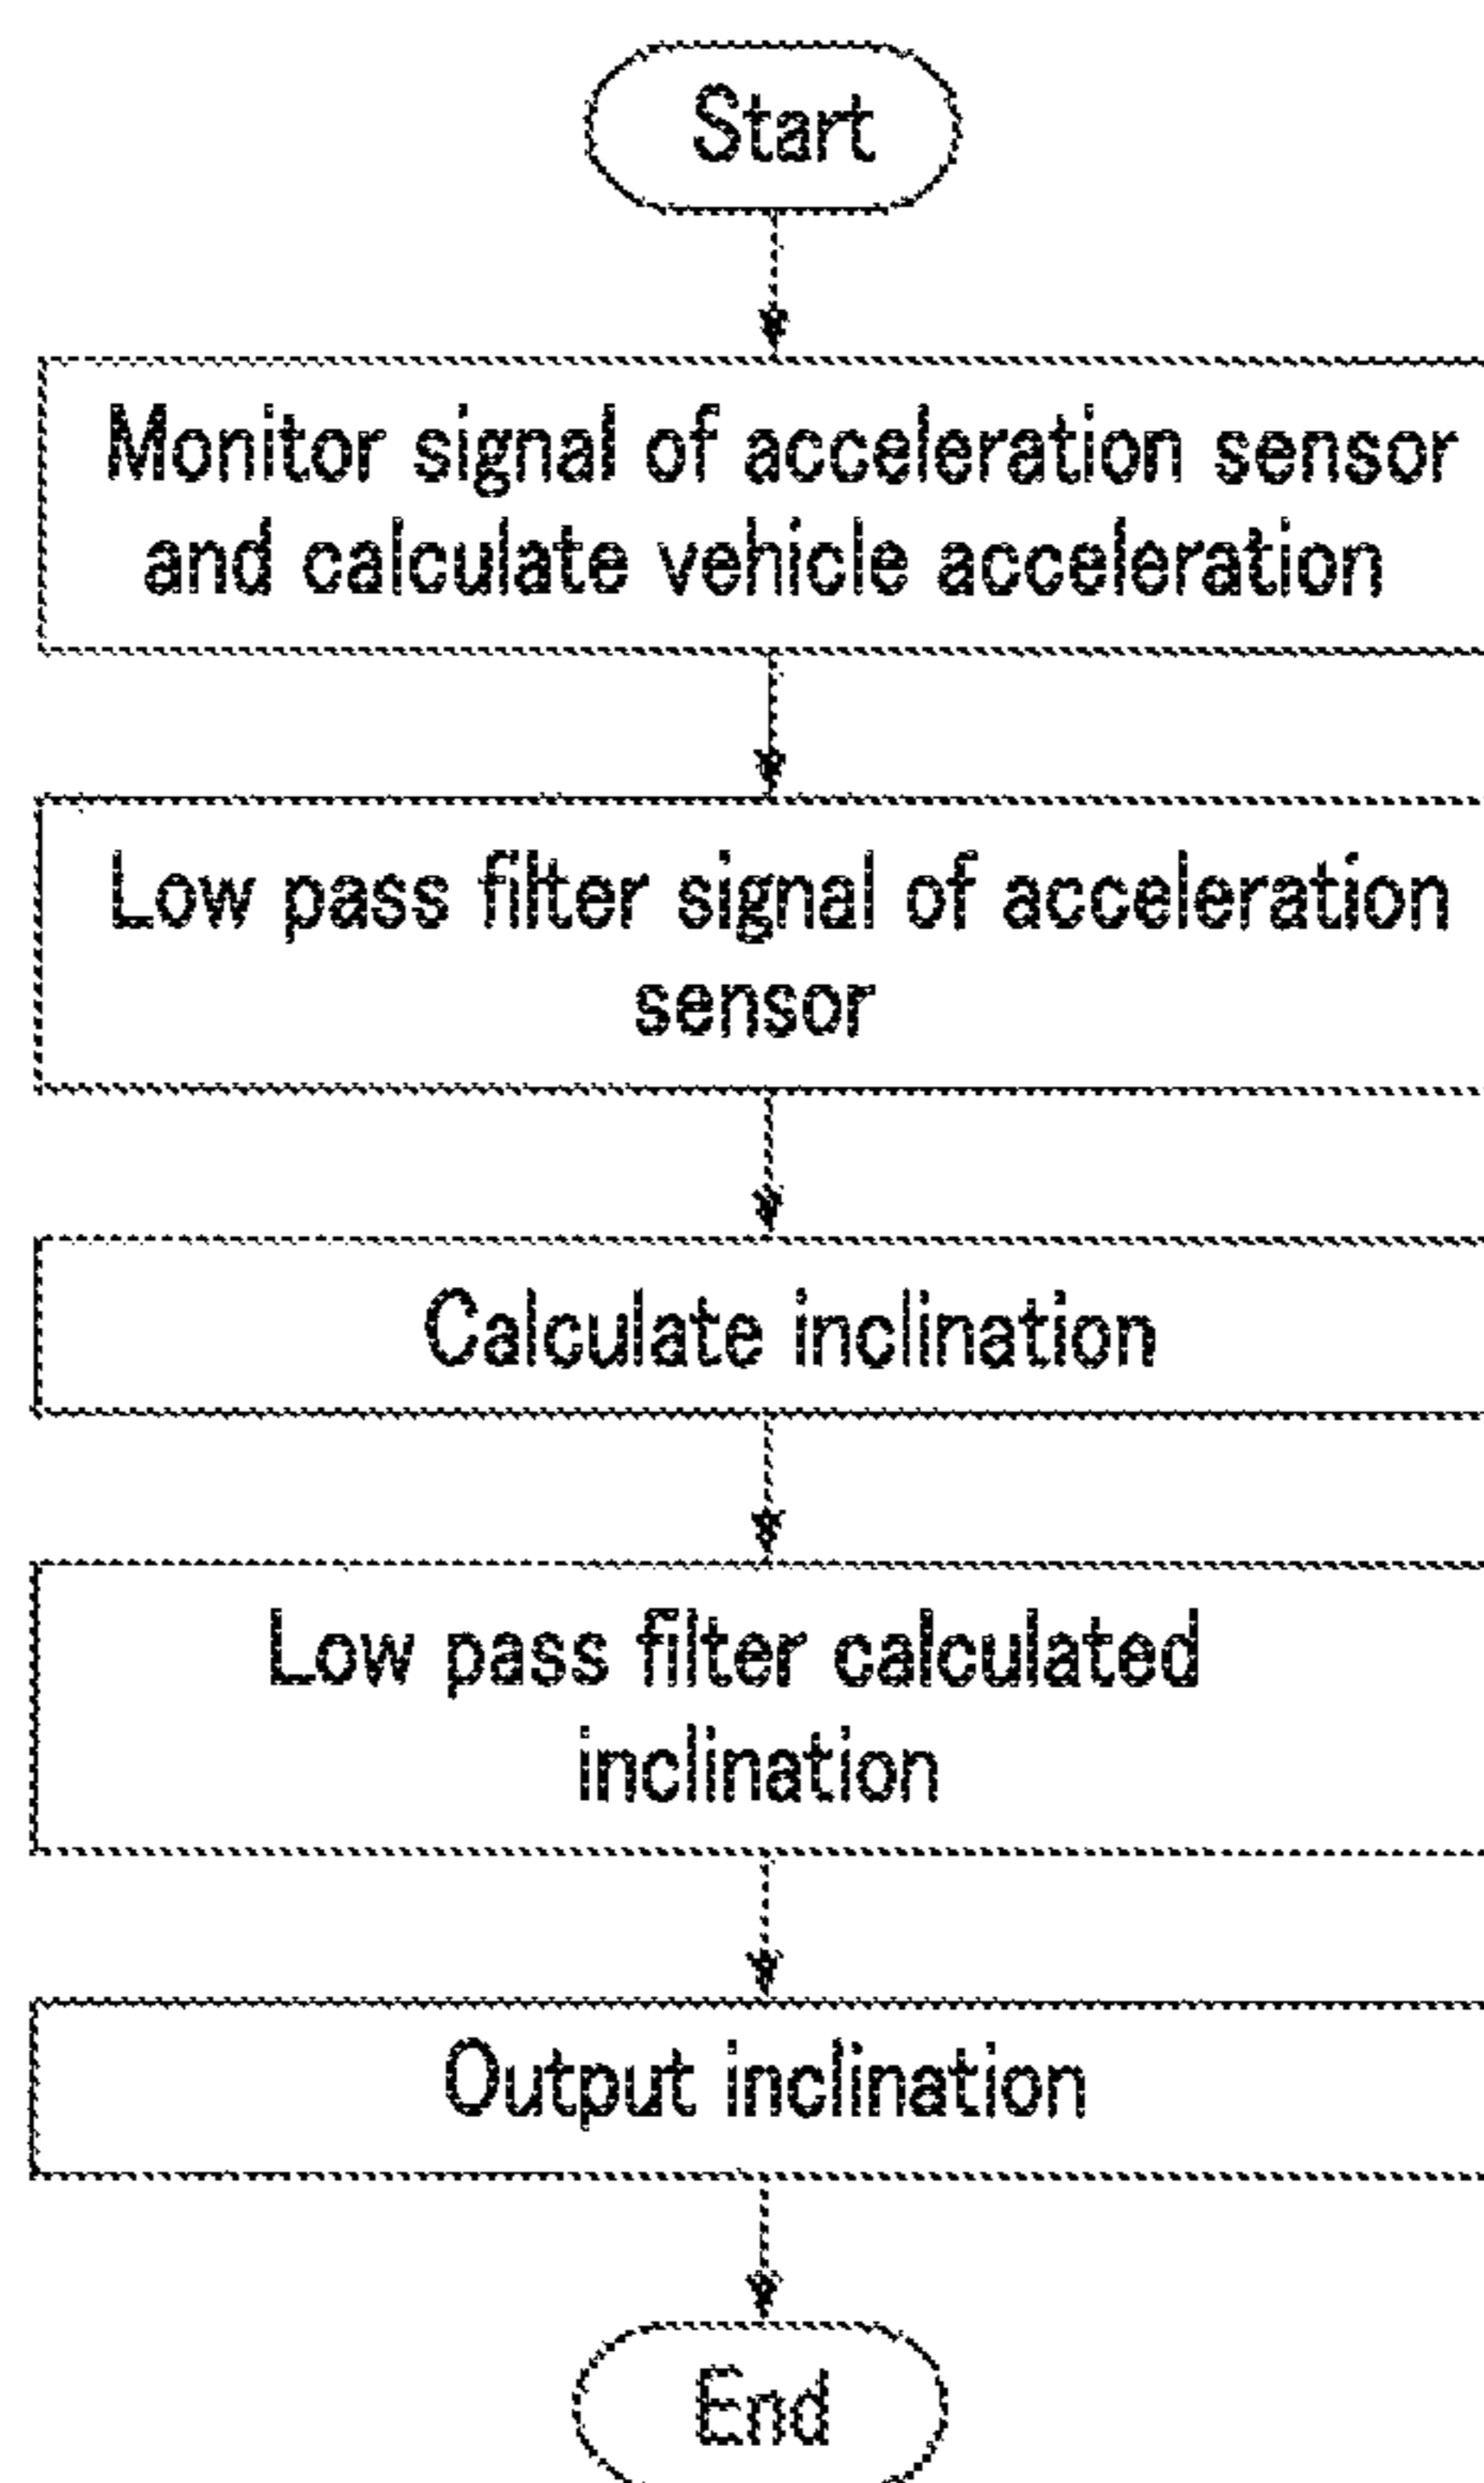 Start
Monitor signal of acceleration sensor
and calculate vehicle acceleration
Low pass filter signal of acceleration
sensor
Calculate inclination
Low pass filter calculated
inclination
Output inclination
End